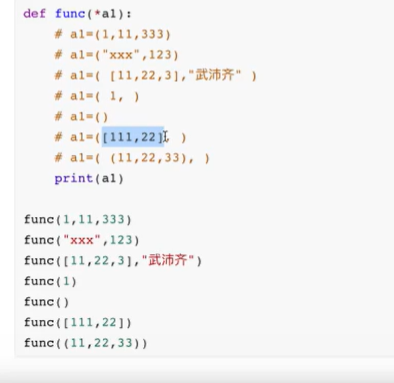 def func(*a1):
    # a1=(1,11,333)
    # a1=("xxx",123)
    # a1=( [11,22,3],"武沛齐" )
    # a1=( 1, )
    # a1=()
    # a1=([111,22], )
    # a1=( (11,22,33), )
    print(a1)

func(1,11,333)
func("xxx",123)
func([11,22,3],"武沛齐")
func(1)
func()
func([111,22])
func((11,22,33))